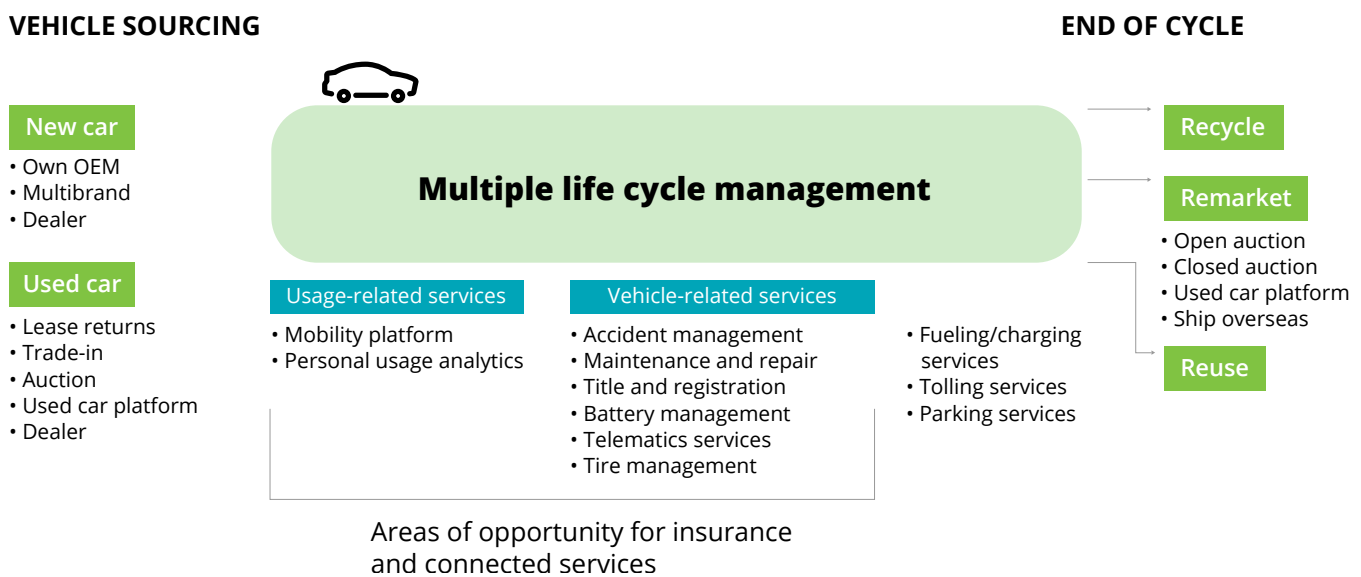 VEHICLE SOURCING
END OF CYCLE
New car
• Own OEM
• Multibrand
• Dealer
Used car
• Lease returns
• Trade-in
• Auction
• Used car platform
• Dealer
Multiple life cycle management
Usage-related services
• Mobility platform
• Personal usage analytics
Vehicle-related services
• Accident management
• Maintenance and repair
• Title and registration
• Battery management
• Telematics services
• Tire management
• Fueling/charging
services
• Tolling services
• Parking services
Areas of opportunity for insurance
and connected services
Recycle
Remarket
• Open auction
• Closed auction
• Used car platform
• Ship overseas
Reuse